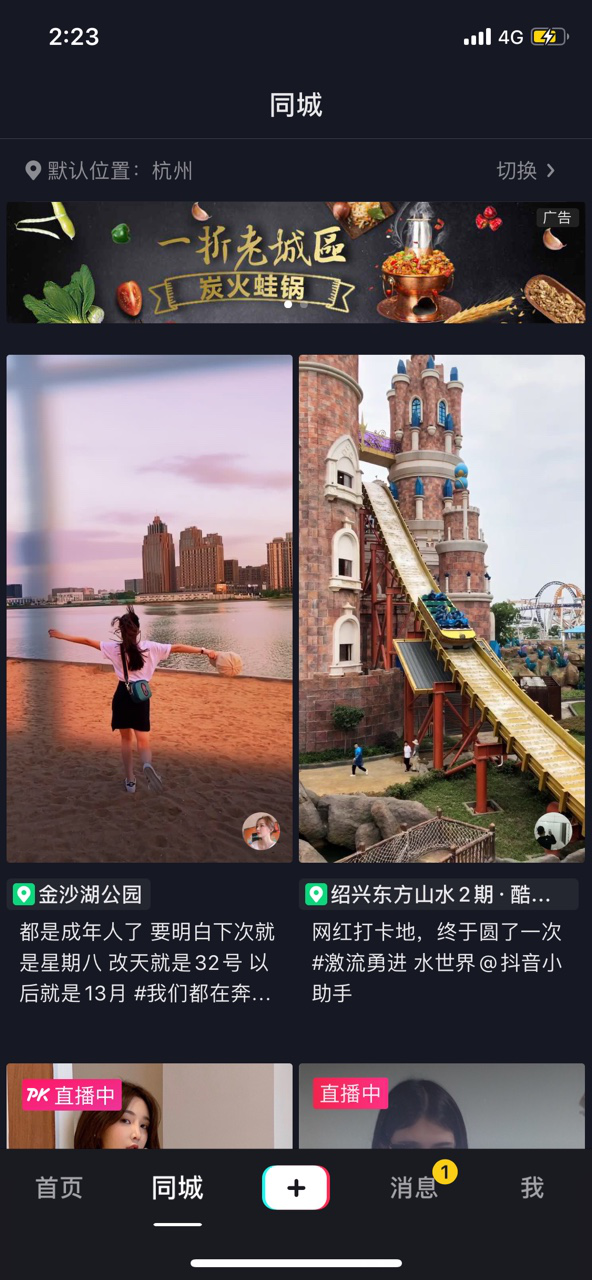 2:23
4G
同城
默认位置：杭州
切换
广告
一折老城區
炭火蛙锅
金沙湖公园
都是成年人了 要明白下次就
是星期八 改天就是32号 以
后就是13月 #我们都在奔...
绍兴东方山水2期·酷...
网红打卡地，终于圆了一次
#激流勇进 水世界@抖音小
助手
PK 直播中
直播中
首页
同城
消息
1
我